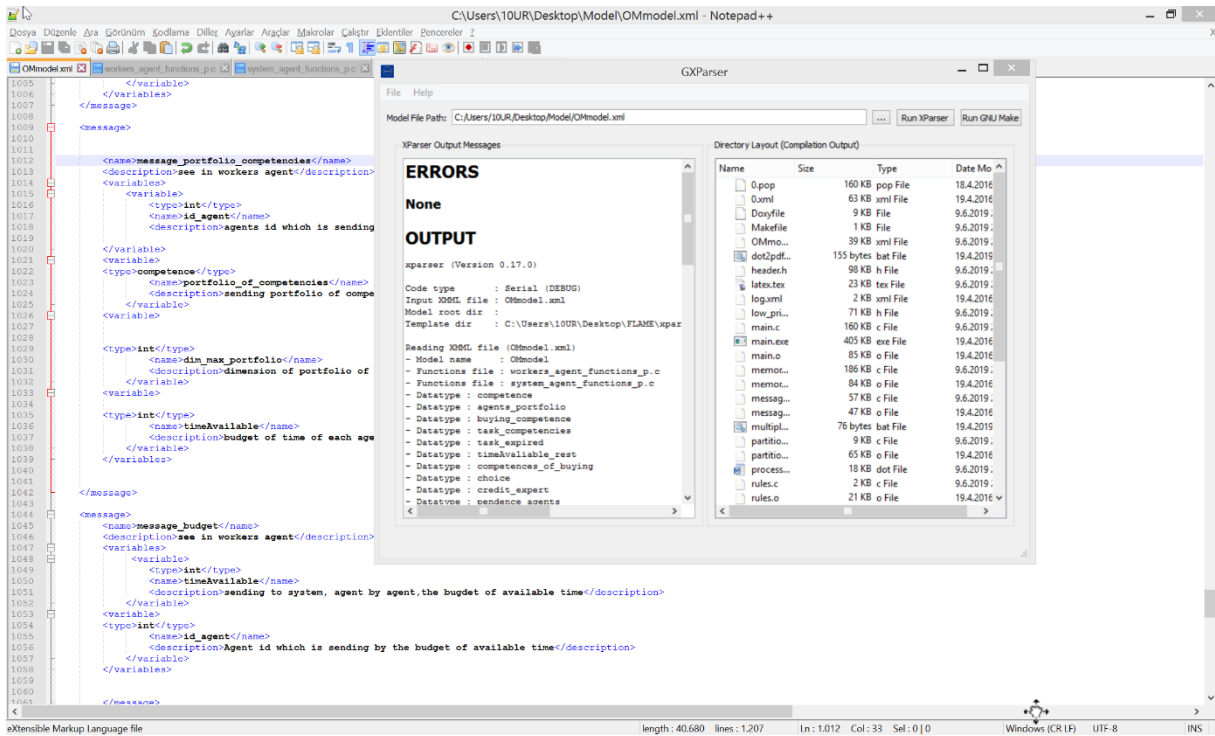 C:\Users\10UR\Desktop\Model\OMmodel.xml - Notepad++
Dosya Düzenle Ara Görünüm Kodlama Diller Ayarlar Araçlar Makrolar Çalıştır Eklentiler Pencereler ?
OMmodel.xml workers_agent_functions_p.c system_agent_functions_p.c
1005 </variable>
1006 </variables>
1007 </message>
1008
1009 <message>
1010
1011
1012 <name>message_portfolio_competencies</name>
1013 <description>see in workers agent</description>
1014 <variables>
1015 <variable>
1016 <type>int</type>
1017 <name>id_agent</name>
1018 <description>agents id which is sending
1019
1020 </variable>
1021 <variable>
1022 <type>competence</type>
1023 <name>portfolio_of_competencies</name>
1024 <description>sending portfolio of compe
1025 </variable>
1026 <variable>
1027
1028
1029 <type>int</type>
1030 <name>dim_max_portfolio</name>
1031 <description>dimension of portfolio of
1032 </variable>
1033 <variable>
1034
1035 <type>int</type>
1036 <name>timeAvailable</name>
1037 <description>budget of time of each age
1038 </variable>
1039 </variables>
1040
1041
1042 </message>
1043
1044 <message>
1045 <name>message_budget</name>
1046 <description>see in workers agent</description>
1047 <variables>
1048 <variable>
1049 <type>int</type>
1050 <name>timeAvailable</name>
1051 <description>sending to system, agent by agent,the bugdet of available time</description>
1052 </variable>
1053 <variable>
1054 <type>int</type>
1055 <name>id_agent</name>
1056 <description>Agent id which is sending by the budget of available time</description>
1057 </variable>
1058 </variables>
1059
1060
1061 </message>
GXParser
File Help
Model File Path: C:/Users/10UR/Desktop/Model/OMmodel.xml ... Run XParser Run GNU Make
XParser Output Messages
ERRORS
None
OUTPUT
xparser (Version 0.17.0)
Code type : Serial (DEBUG)
Input XMML file : OMmodel.xml
Model root dir :
Template dir : C:\Users\10UR\Desktop\FLAME\xpar
Reading XMML file (OMmodel.xml)
- Model name : OMmodel
- Functions file : workers_agent_functions_p.c
- Functions file : system_agent_functions_p.c
- Datatype : competence
- Datatype : agents_portfolio
- Datatype : buying_competence
- Datatype : task_competencies
- Datatype : task_expired
- Datatype : timeAvaliable_rest
- Datatype : competences_of_buying
- Datatype : choice
- Datatype : credit_expert
- Datatype : pendence_agents
Directory Layout (Compilation Output)
Name Size Type Date Mo
0.pop 160 KB pop File 18.4.2016
0.xml 63 KB xml File 19.4.2016
Doxyfile 9 KB File 9.6.2019 .
Makefile 1 KB File 9.6.2019 .
OMmo... 39 KB xml File 19.4.2016
dot2pdf... 155 bytes bat File 19.4.2019
header.h 98 KB h File 9.6.2019 .
latex.tex 23 KB tex File 9.6.2019 .
log.xml 2 KB xml File 19.4.2016
low_pri... 71 KB h File 9.6.2019 .
main.c 160 KB c File 9.6.2019 .
main.exe 405 KB exe File 19.4.2016
main.o 85 KB o File 19.4.2016
memor... 186 KB c File 9.6.2019 .
memor... 84 KB o File 19.4.2016
messag... 57 KB c File 9.6.2019 .
messag... 47 KB o File 19.4.2016
multipl... 76 bytes bat File 19.4.2019
partitio... 9 KB c File 9.6.2019 .
partitio... 65 KB o File 19.4.2016
process... 18 KB dot File 9.6.2019 .
rules.c 2 KB c File 9.6.2019 .
rules.o 21 KB o File 19.4.2016
eXtensible Markup Language file length : 40.680 lines : 1.207 Ln : 1.012 Col : 33 Sel : 0 | 0 Windows (CR LF) UTF-8 INS